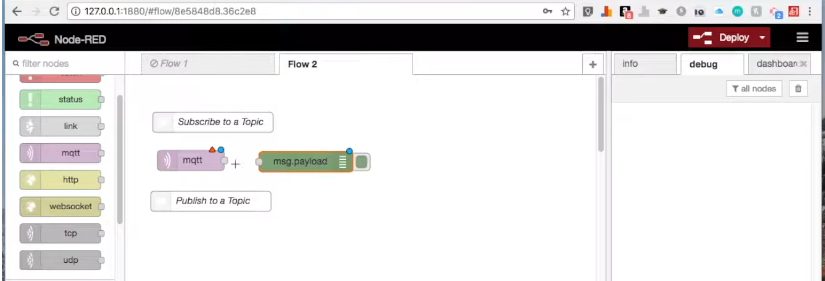 127.0.0.1:1880/#flow/8e5848d8.36c2e8
Node-RED
Deploy
filter nodes
Flow 1
Flow 2
info
debug
dashboar
all nodes
status
link
mqtt
http
websocket
tcp
udp
Subscribe to a Topic
mqtt
msg.payload
Publish to a Topic